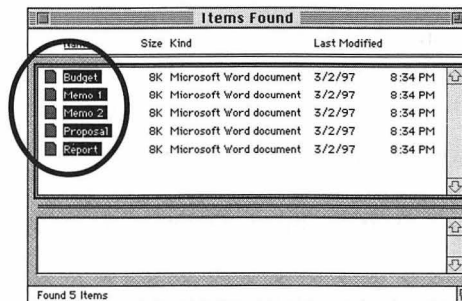 Items Found
Name Size Kind Last Modified
Budget 8K Microsoft Word document 3/2/97 8:34 PM
Memo 1 8K Microsoft Word document 3/2/97 8:34 PM
Memo 2 8K Microsoft Word document 3/2/97 8:34 PM
Proposal 8K Microsoft Word document 3/2/97 8:34 PM
Report 8K Microsoft Word document 3/2/97 8:34 PM
Found 5 Items